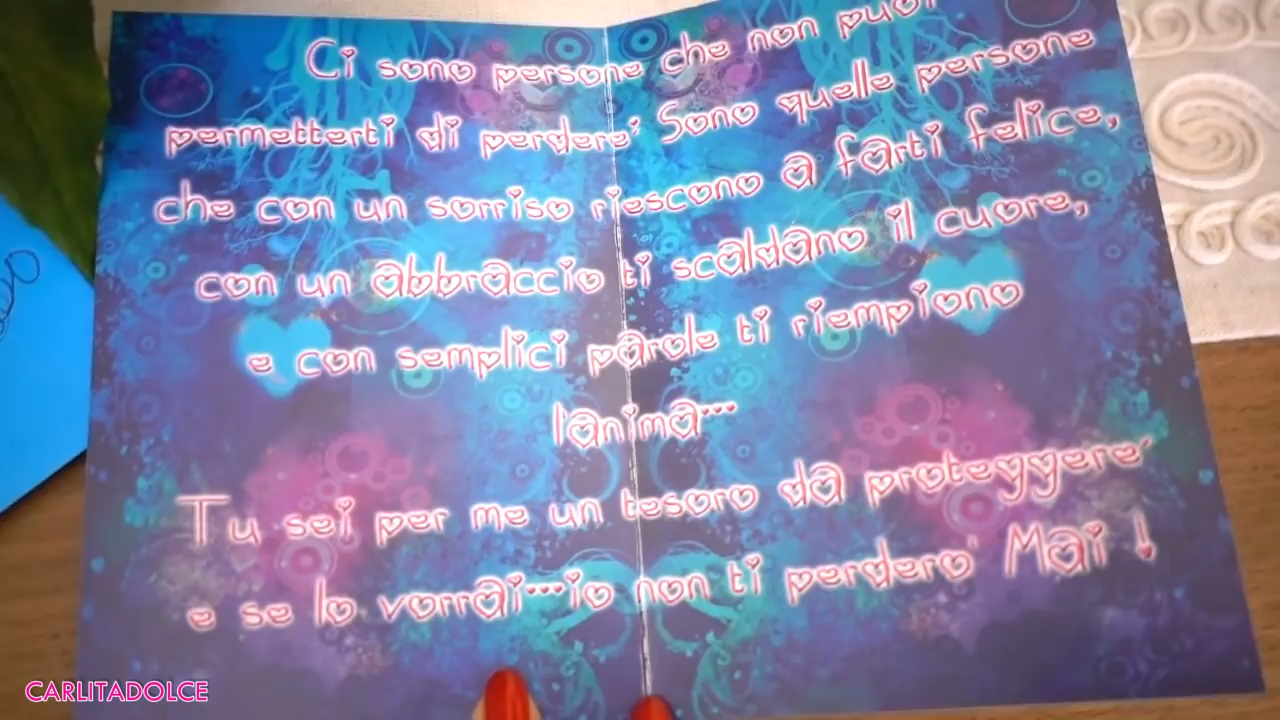 Ci sono persone che non puoi
permetterti di perdere' Sono quelle persone
che con un sorriso riescono a farti felice,
con un abbraccio ti scaldano il cuore,
e con semplici parole ti riempiono
l'anima...
Tu sei per me un tesoro da proteggere'
e se lo vorrai...io non ti perdero' Mai !
CARLITADOLCE